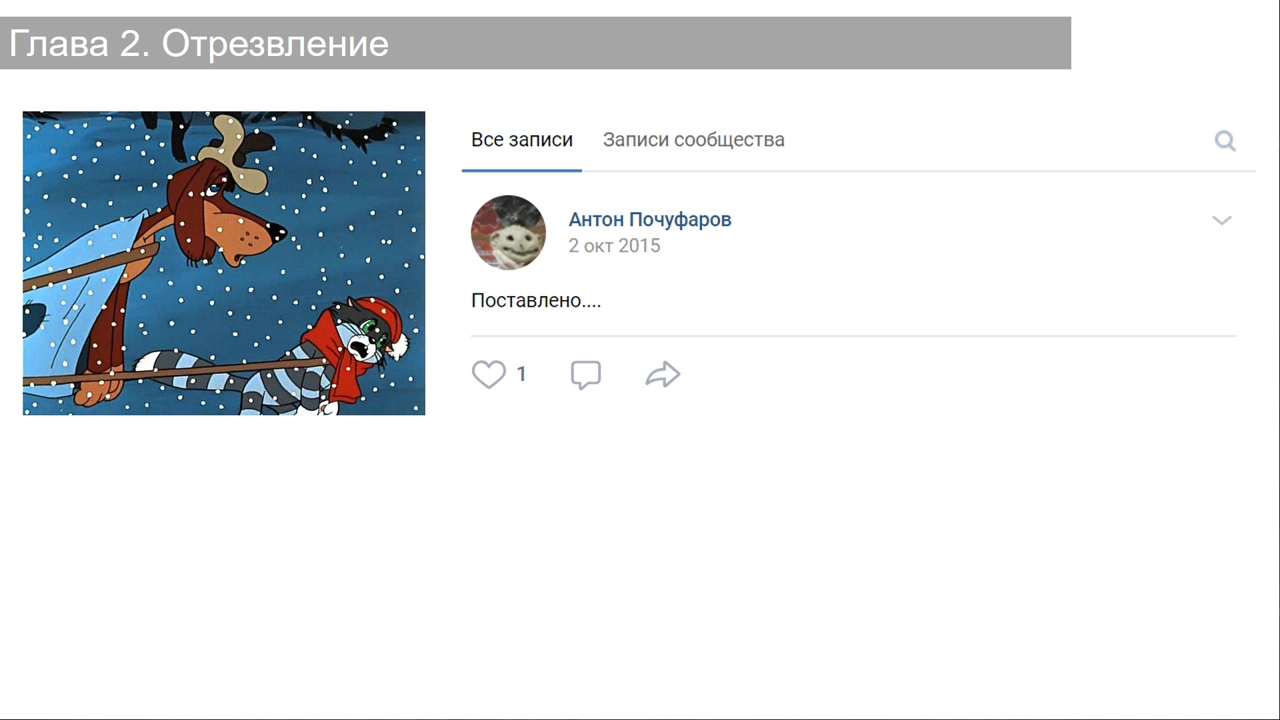 Глава 2. Отрезвление
Все записи Записи сообщества
Антон Почуфаров
2 окт 2015
Поставлено....
1